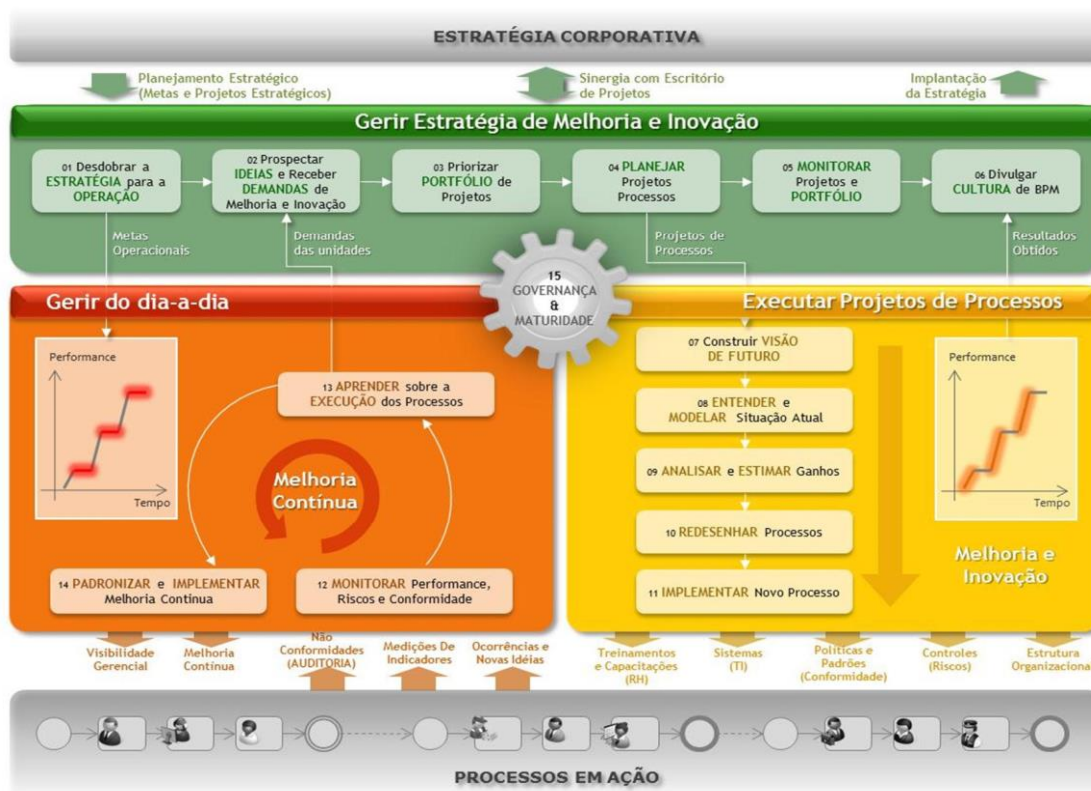 ESTRATÉGIA CORPORATIVA
Planejamento Estratégico
(Metas e Projetos Estratégicos)
Sinergia com Escritório
de Projetos
Implantação
da Estratégia
Gerir Estratégia de Melhoria e Inovação
01 Desdobrar a
ESTRATÉGIA para a
OPERAÇÃO
02 Prospectar
IDEIAS e Receber
DEMANDAS de
Melhoria e Inovação
03 Priorizar
PORTFÓLIO de
Projetos
04 PLANEJAR
Projetos
Processos
05 MONITORAR
Projetos e
PORTFÓLIO
06 Divulgar
CULTURA de BPM
Metas
Operacionais
Demandas
das unidades
Projetos de
Processos
Resultados
Obtidos
15
GOVERNANÇA
&
MATURIDADE
Gerir do dia-a-dia
Performance
Tempo
13 APRENDER sobre a
EXECUÇÃO dos Processos
Melhoria
Contínua
14 PADRONIZAR e IMPLEMENTAR
Melhoria Continua
12 MONITORAR Performance,
Riscos e Conformidade
Executar Projetos de Processos
07 Construir VISÃO
DE FUTURO
08 ENTENDER e
MODELAR Situação Atual
09 ANALISAR e ESTIMAR Ganhos
10 REDESENHAR Processos
11 IMPLEMENTAR Novo Processo
Performance
Tempo
Melhoria e
Inovação
Visibilidade
Gerencial
Melhoria
Contínua
Não
Conformidades
(AUDITORIA)
Medições De
Indicadores
Ocorrências e
Novas Idéias
Treinamentos
e Capacitações
(RH)
Sistemas
(TI)
Políticas e
Padrões
(Conformidade)
Controles
(Riscos)
Estrutura
Organizacional
PROCESSOS EM AÇÃO